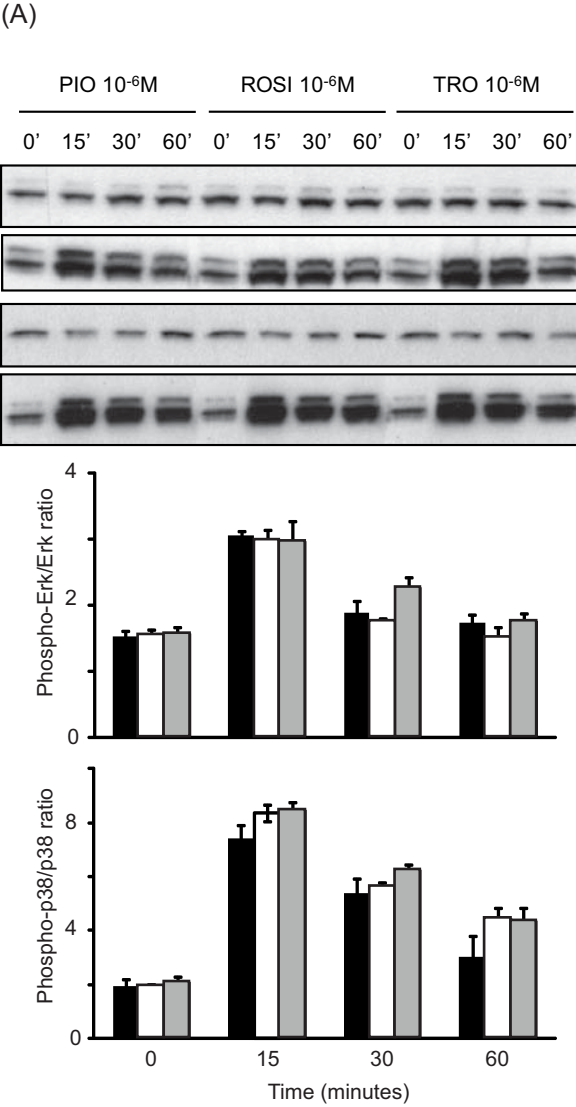 (A)
PIO 10-6M ROSI 10-6M TRO 10-6M
0' 15' 30' 60' 0' 15' 30' 60' 0' 15' 30' 60'
4
2
0
Phospho-Erk/Erk ratio
8
4
0
Phospho-p38/p38 ratio
0 15 30 60
Time (minutes)